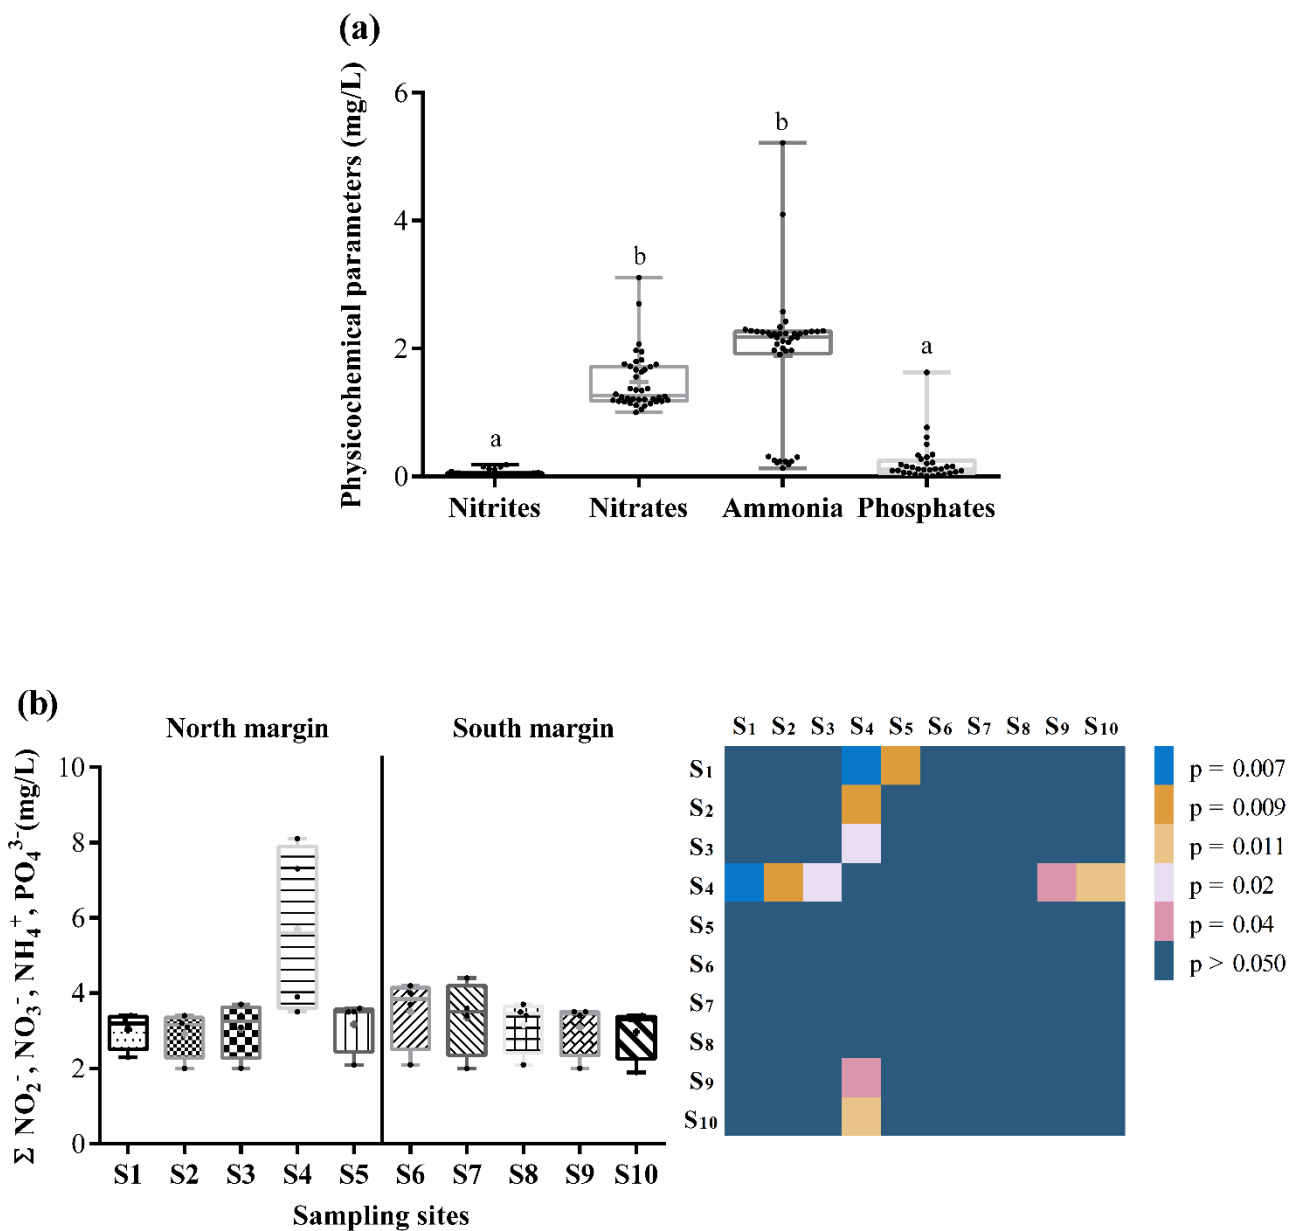 (a)
Physicochemical parameters (mg/L)
6
4
2
0
a
b
b
a
Nitrites Nitrates Ammonia Phosphates
(b)
North margin South margin
Σ NO₂⁻, NO₃⁻, NH₄⁺, PO₄³⁻(mg/L)
10
8
6
4
2
0
S1 S2 S3 S4 S5 S6 S7 S8 S9 S10
Sampling sites
S₁ S₂ S₃ S₄ S₅ S₆ S₇ S₈ S₉ S₁₀
S₁
S₂
S₃
S₄
S₅
S₆
S₇
S₈
S₉
S₁₀
p = 0.007
p = 0.009
p = 0.011
p = 0.02
p = 0.04
p > 0.050